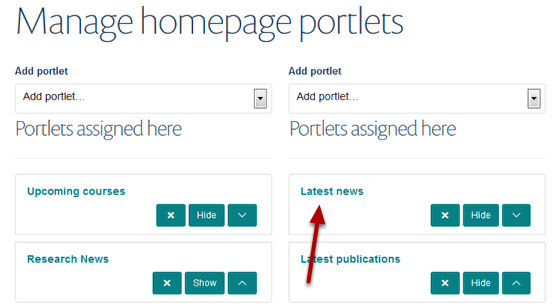 Manage homepage portlets
Add portlet
Add portlet...
Portlets assigned here
Upcoming courses
Hide
Research News
Show
Add portlet
Add portlet...
Portlets assigned here
Latest news
Hide
Latest publications
Hide